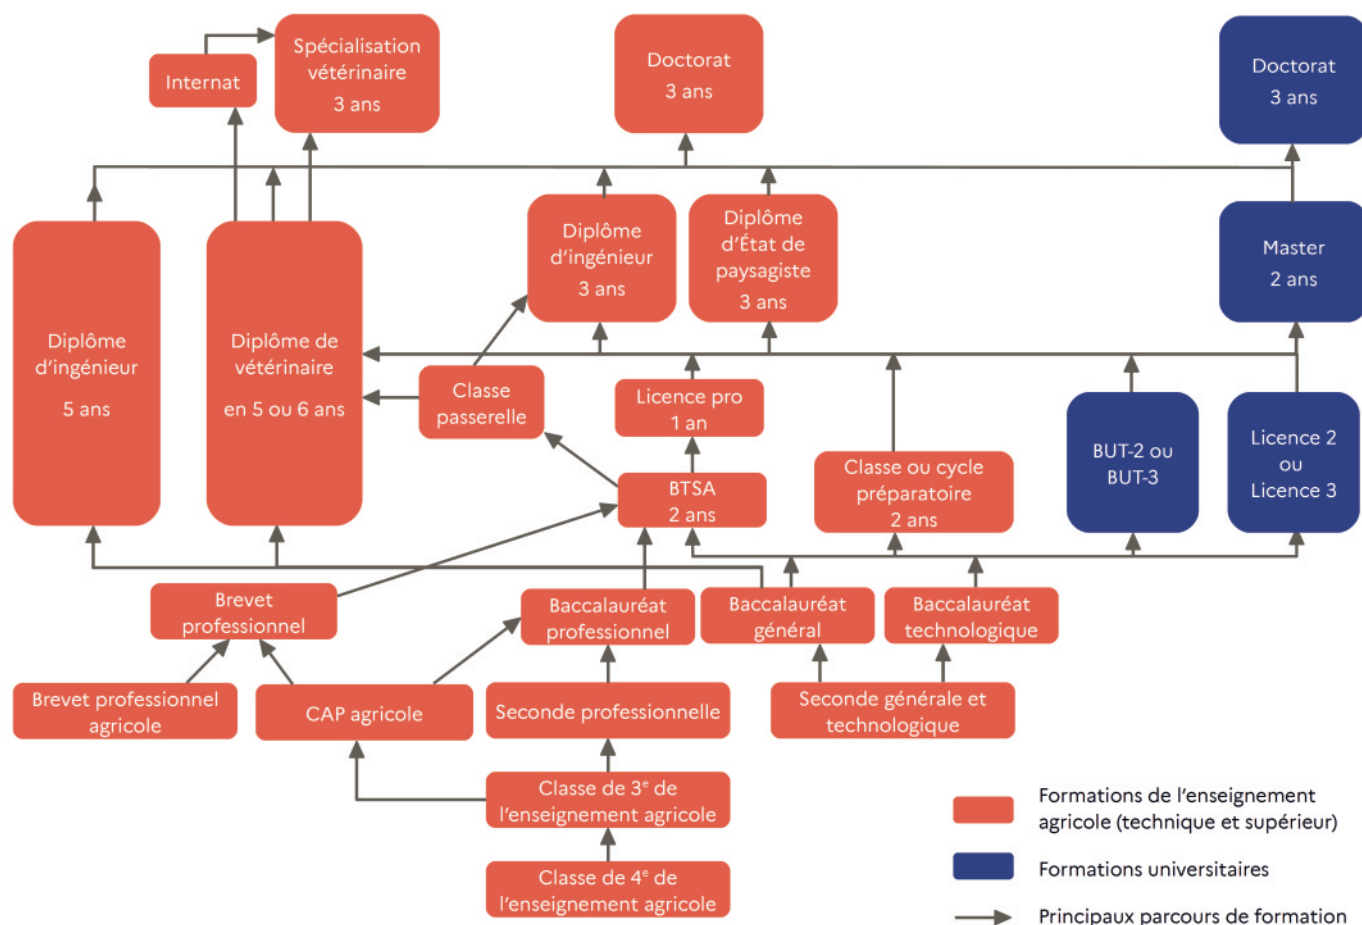 Internat
Spécialisation
vétérinaire
3 ans
Doctorat
3 ans
Doctorat
3 ans
Diplôme
d'ingénieur
5 ans
Diplôme de
vétérinaire
en 5 ou 6 ans
Diplôme
d'ingénieur
3 ans
Diplôme
d'État de
paysagiste
3 ans
Master
2 ans
Classe
passerelle
Licence pro
1 an
BTSA
2 ans
Classe ou cycle
préparatoire
2 ans
BUT-2 ou
BUT-3
Licence 2
ou
Licence 3
Brevet
professionnel
Baccalauréat
professionnel
Baccalauréat
général
Baccalauréat
technologique
Brevet professionnel
agricole
CAP agricole
Seconde professionnelle
Seconde générale et
technologique
Classe de 3e de
l'enseignement agricole
Classe de 4e de
l'enseignement agricole
Formations de l'enseignement
agricole (technique et supérieur)
Formations universitaires
Principaux parcours de formation